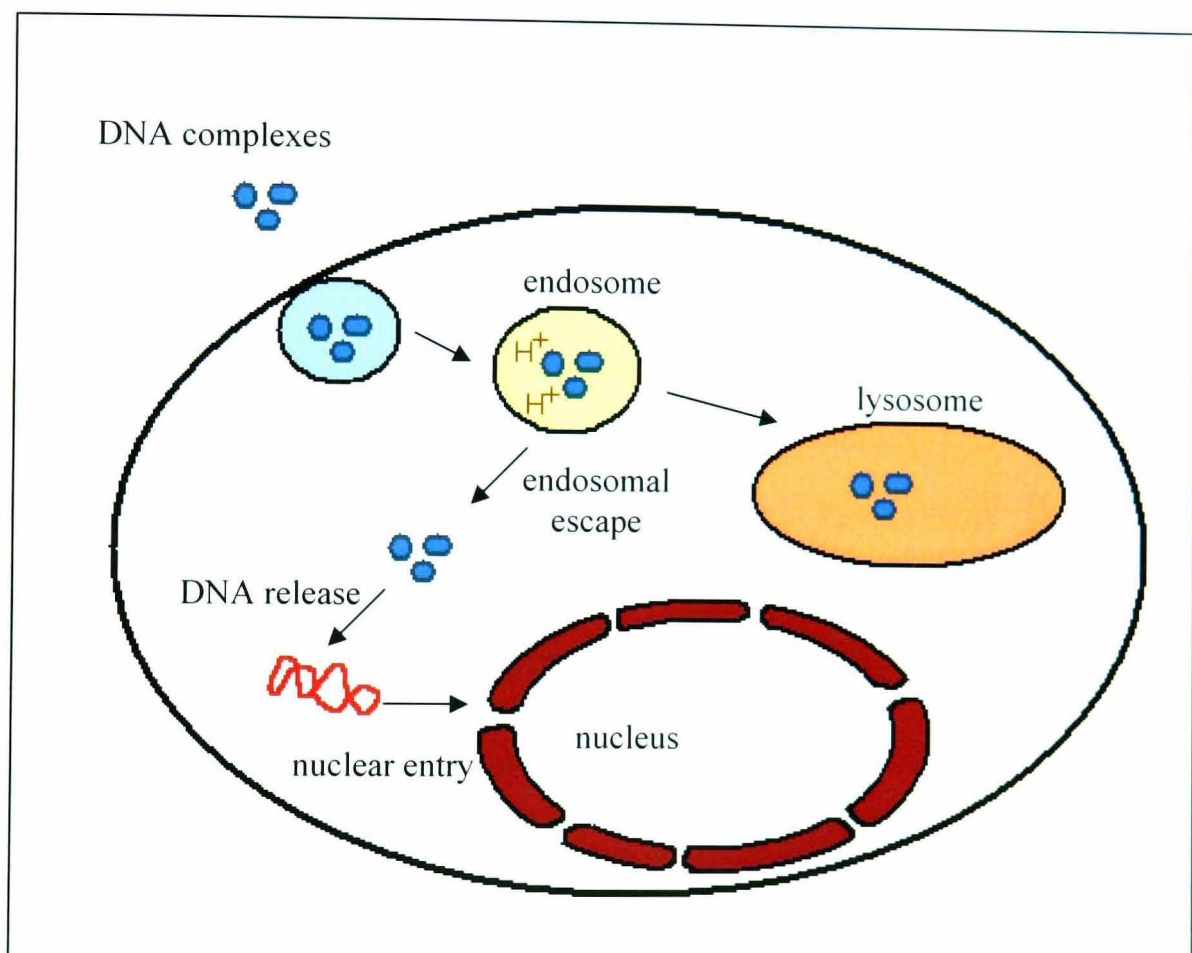 DNA complexes
endosome
H+
H+
lysosome
endosomal
escape
DNA release
nucleus
nuclear entry